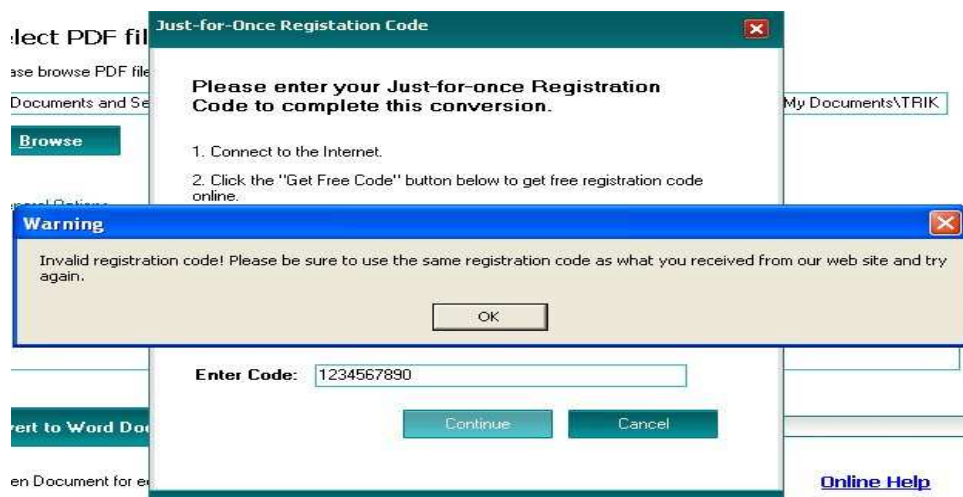 Just-for-Once Registation Code
lect PDF fil
ase browse PDF file
Please enter your Just-for-once Registration
Code to complete this conversion.
Documents and Se
My Documents\TRIK
Browse
1. Connect to the Internet.
2. Click the "Get Free Code" button below to get free registration code
online.
Warning
Invalid registration code! Please be sure to use the same registration code as what you received from our web site and try
again.
OK
Enter Code: 1234567890
Continue
Cancel
ert to Word Do
en Document for e
Online Help